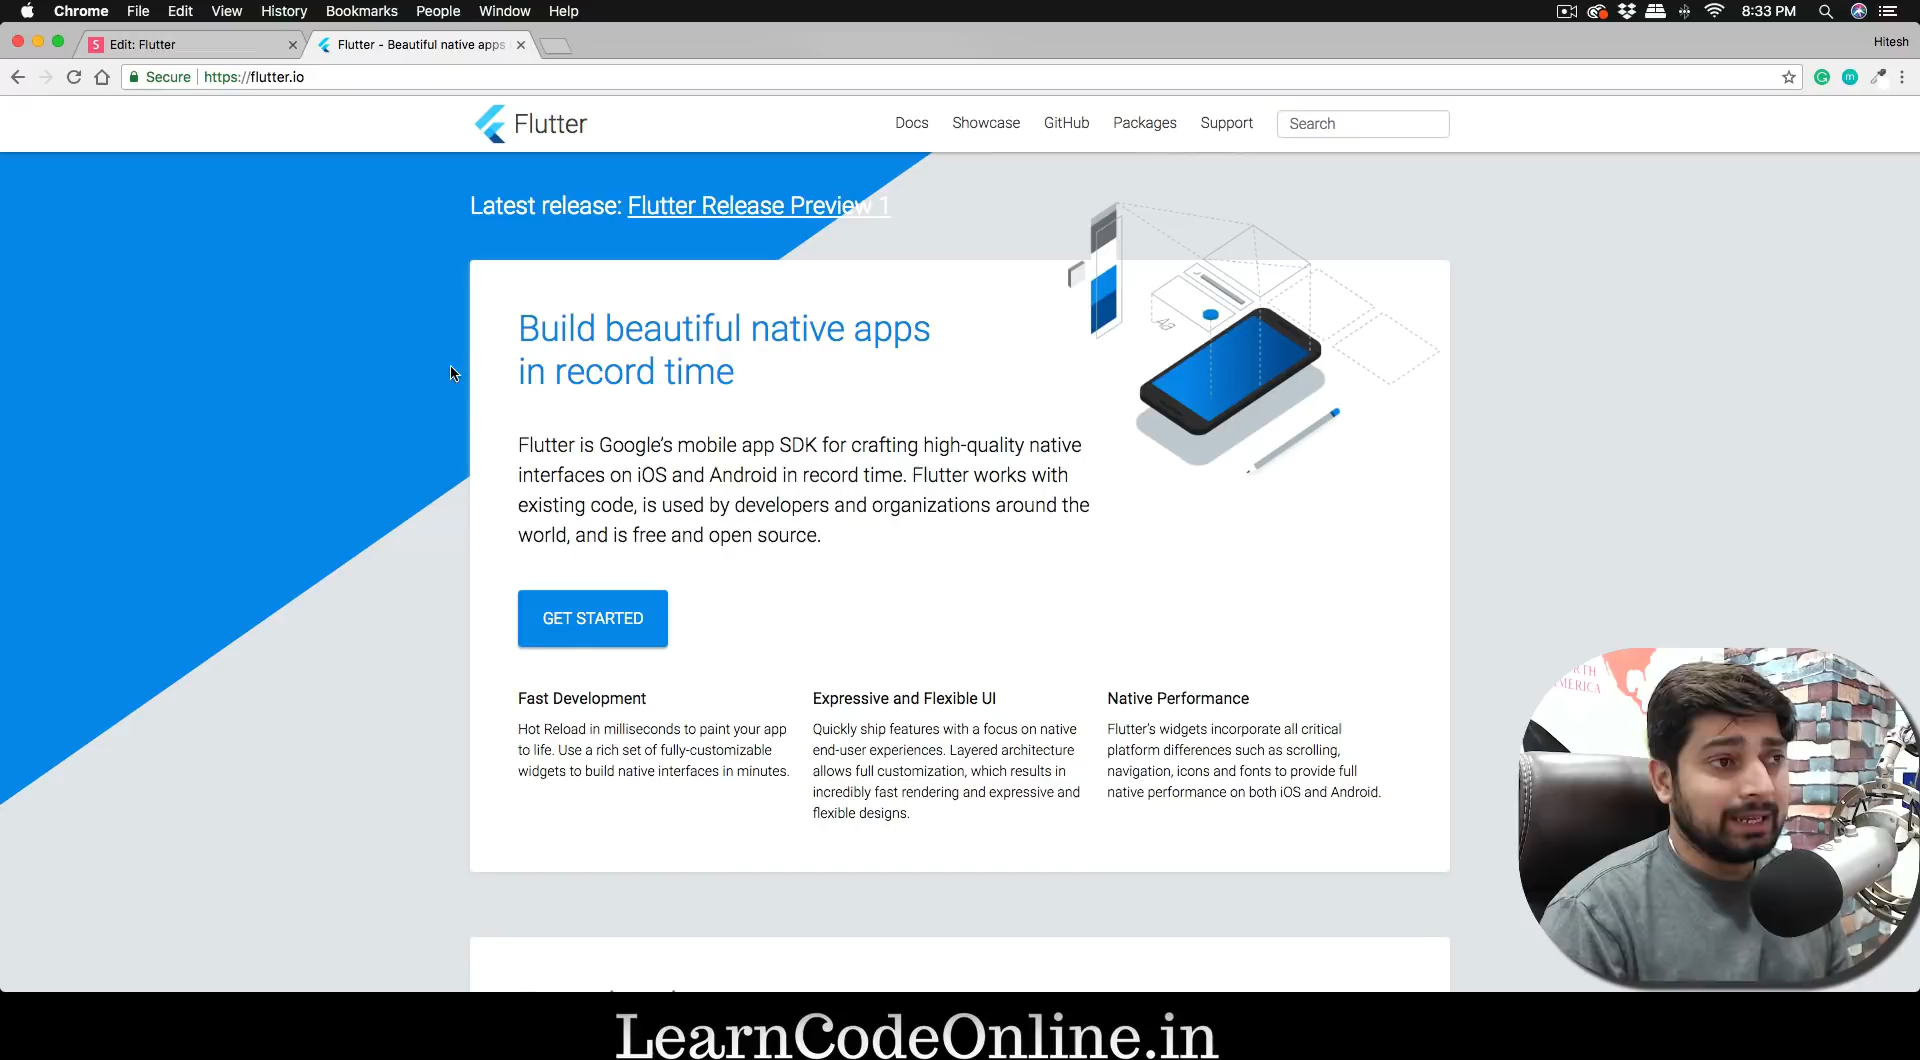 Chrome File Edit View History Bookmarks People Window Help 8:33 PM
Edit: Flutter
Flutter - Beautiful native apps
Hitesh
Secure https://flutter.io
Flutter
Docs Showcase GitHub Packages Support Search
Latest release: Flutter Release Preview 1
Aa
Build beautiful native apps
in record time
Flutter is Google’s mobile app SDK for crafting high-quality native
interfaces on iOS and Android in record time. Flutter works with
existing code, is used by developers and organizations around the
world, and is free and open source.
GET STARTED
Fast Development
Hot Reload in milliseconds to paint your app
to life. Use a rich set of fully-customizable
widgets to build native interfaces in minutes.
Expressive and Flexible UI
Quickly ship features with a focus on native
end-user experiences. Layered architecture
allows full customization, which results in
incredibly fast rendering and expressive and
flexible designs.
Native Performance
Flutter’s widgets incorporate all critical
platform differences such as scrolling,
navigation, icons and fonts to provide full
native performance on both iOS and Android.
LearnCodeOnline.in